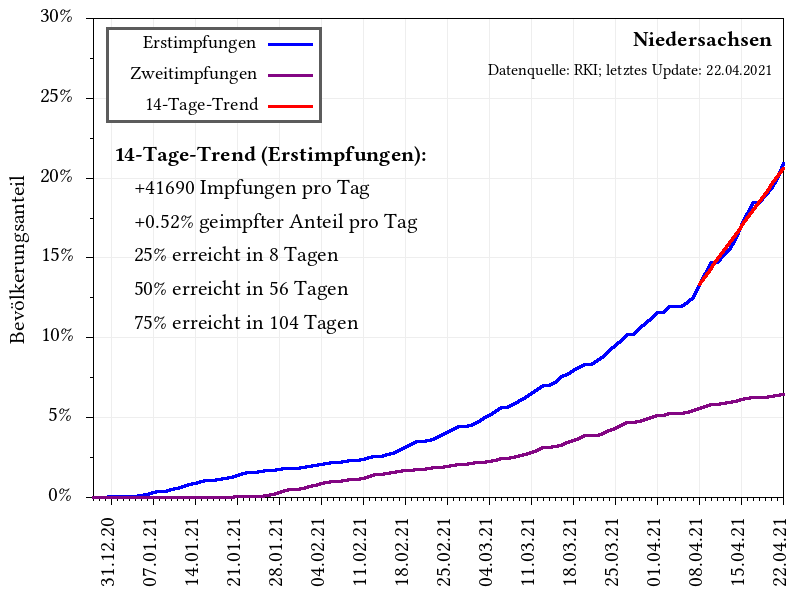 30%
25%
20%
15%
10%
5%
0%
Bevölkerungsanteil
Erstimpfungen
Zweitimpfungen
14-Tage-Trend
Niedersachsen
Datenquelle: RKI; letztes Update: 22.04.2021
14-Tage-Trend (Erstimpfungen):
+41690 Impfungen pro Tag
+0.52% geimpfter Anteil pro Tag
25% erreicht in 8 Tagen
50% erreicht in 56 Tagen
75% erreicht in 104 Tagen
31.12.20
07.01.21
14.01.21
21.01.21
28.01.21
04.02.21
11.02.21
18.02.21
25.02.21
04.03.21
11.03.21
18.03.21
25.03.21
01.04.21
08.04.21
15.04.21
22.04.21